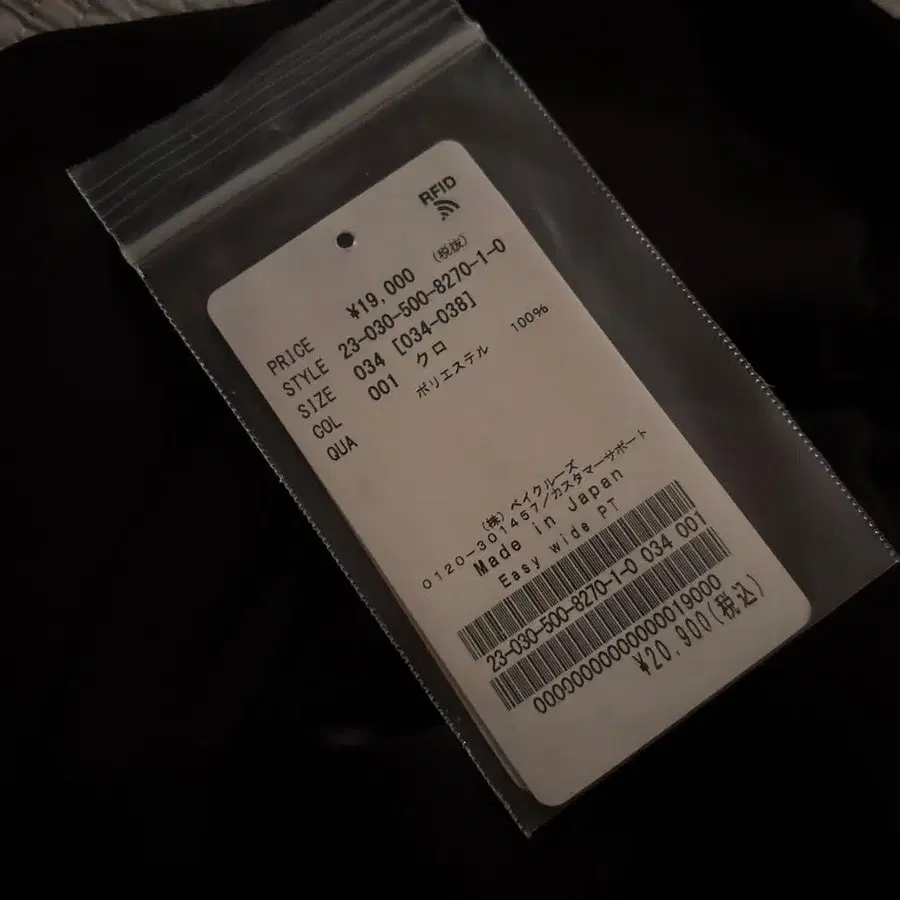 RFID
PRICE ¥19,000 (税抜)
STYLE 23-030-500-8270-1-0
SIZE 034 [034-038]
COL 001 クロ
QUA ポリエステル 100%
(株) ベイクルーズ
0120-301457/カスタマーサポート
Made in Japan
Easy wide PT
23-030-500-8270-1-0 034 001
0000000000000019000
¥20,900(税込)